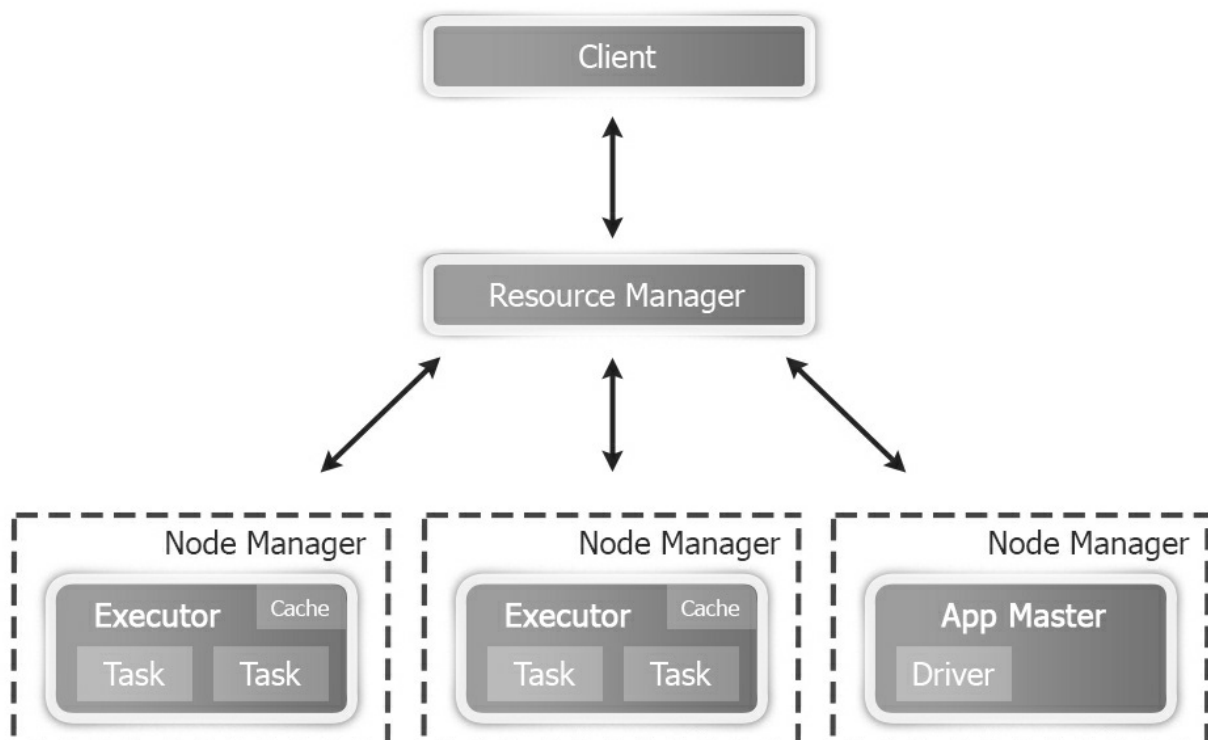 Client
Resource Manager
Node Manager
Executor
Cache
Task
Task
Node Manager
Executor
Cache
Task
Task
Node Manager
App Master
Driver